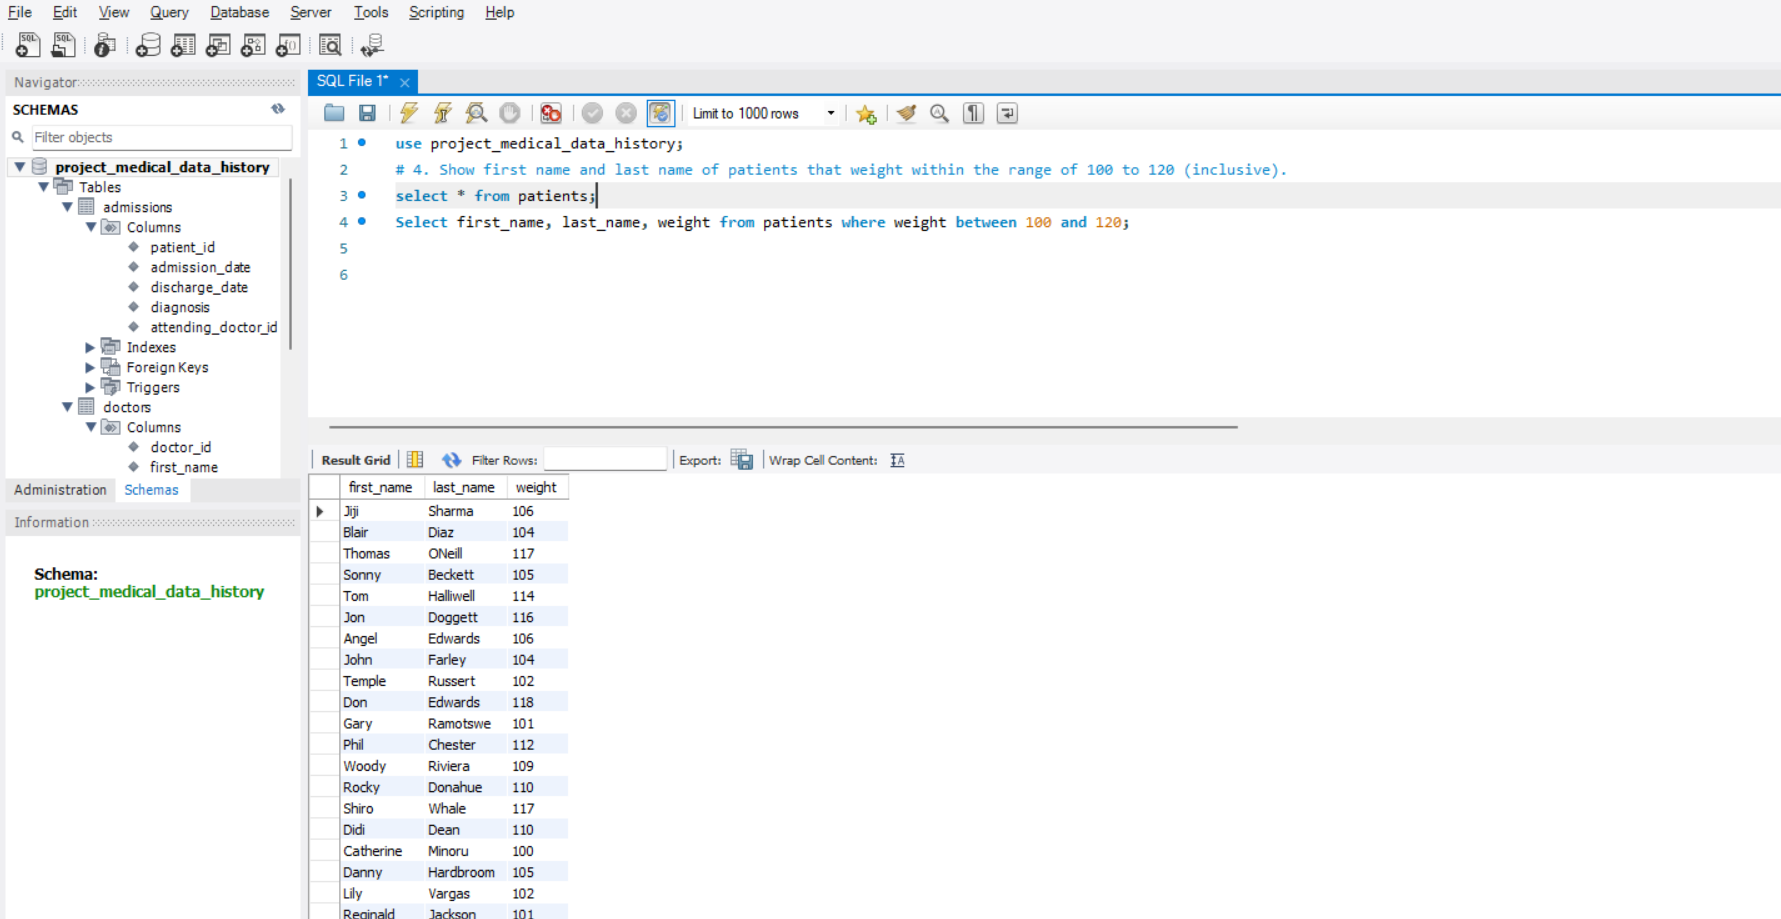 File Edit View Query Database Server Tools Scripting Help
Navigator
SCHEMAS
Filter objects
project_medical_data_history
Tables
admissions
Columns
patient_id
admission_date
discharge_date
diagnosis
attending_doctor_id
Indexes
Foreign Keys
Triggers
doctors
Columns
doctor_id
first_name
Administration Schemas
Information
Schema:
project_medical_data_history
SQL File 1*
Limit to 1000 rows
1 use project_medical_data_history;
2 # 4. Show first name and last name of patients that weight within the range of 100 to 120 (inclusive).
3 select * from patients;
4 Select first_name, last_name, weight from patients where weight between 100 and 120;
5
6
Result Grid Filter Rows: Export: Wrap Cell Content:
first_name last_name weight
Jiji Sharma 106
Blair Diaz 104
Thomas ONeill 117
Sonny Beckett 105
Tom Halliwell 114
Jon Doggett 116
Angel Edwards 106
John Farley 104
Temple Russert 102
Don Edwards 118
Gary Ramotswe 101
Phil Chester 112
Woody Riviera 109
Rocky Donahue 110
Shiro Whale 117
Didi Dean 110
Catherine Minoru 100
Danny Hardbroom 105
Lily Vargas 102
Reginald Jackson 101